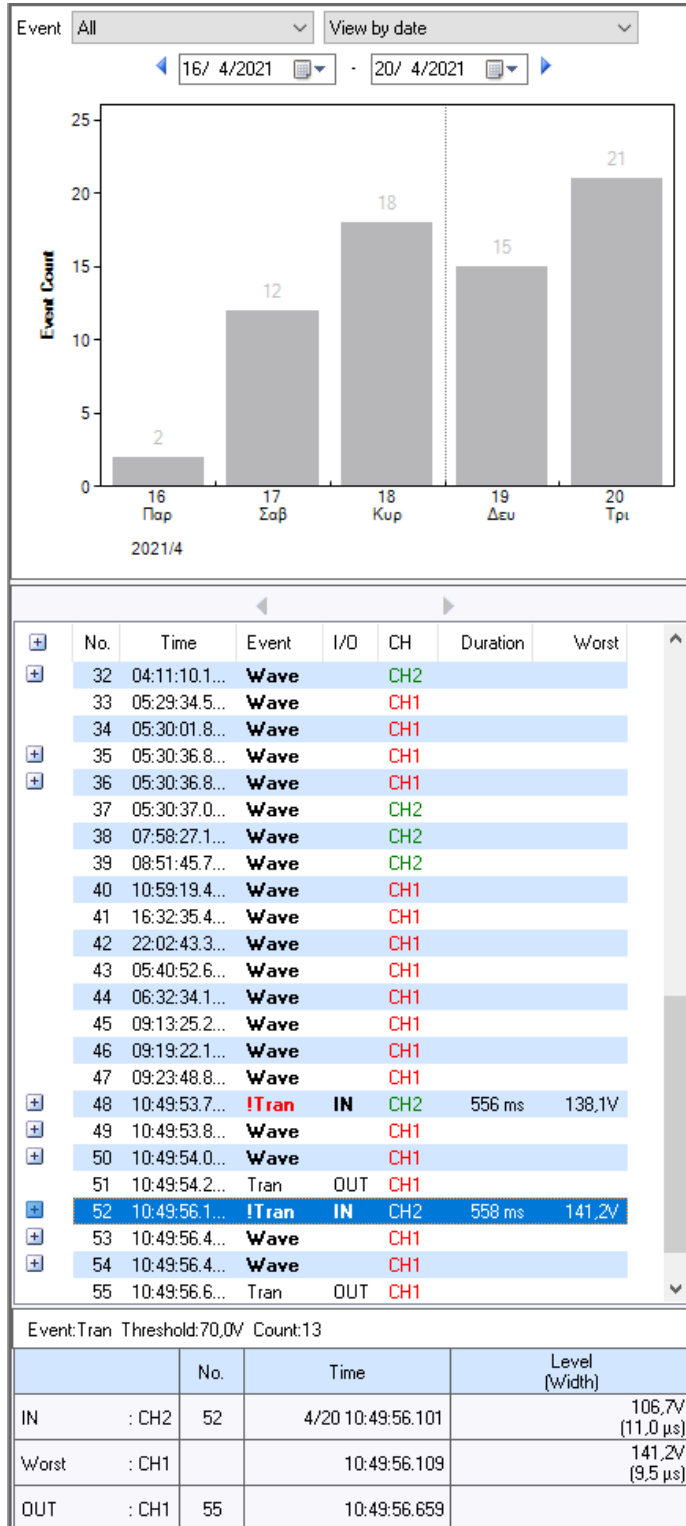 Event All View by date
16/ 4/2021 - 20/ 4/2021
Event Count
25
20
15
10
5
0
2
12
18
15
21
16 17 18 19 20
Παρ Σαβ Κυρ Δευ Τρι
2021/4
No. Time Event I/O CH Duration Worst
32 04:11:10.1... Wave CH2
33 05:29:34.5... Wave CH1
34 05:30:01.8... Wave CH1
35 05:30:36.8... Wave CH1
36 05:30:36.8... Wave CH1
37 05:30:37.0... Wave CH2
38 07:58:27.1... Wave CH2
39 08:51:45.7... Wave CH2
40 10:59:19.4... Wave CH1
41 16:32:35.4... Wave CH1
42 22:02:43.3... Wave CH1
43 05:40:52.6... Wave CH1
44 06:32:34.1... Wave CH1
45 09:13:25.2... Wave CH1
46 09:19:22.1... Wave CH1
47 09:23:48.8... Wave CH1
48 10:49:53.7... !Tran IN CH2 556 ms 138,1V
49 10:49:53.8... Wave CH1
50 10:49:54.0... Wave CH1
51 10:49:54.2... Tran OUT CH1
52 10:49:56.1... !Tran IN CH2 558 ms 141,2V
53 10:49:56.4... Wave CH1
54 10:49:56.4... Wave CH1
55 10:49:56.6... Tran OUT CH1
Event:Tran Threshold:70,0V Count:13
No. Time Level
(Width)
IN : CH2 52 4/20 10:49:56.101 106,7V
(11,0 µs)
Worst : CH1 10:49:56.109 141,2V
(9,5 µs)
OUT : CH1 55 10:49:56.659